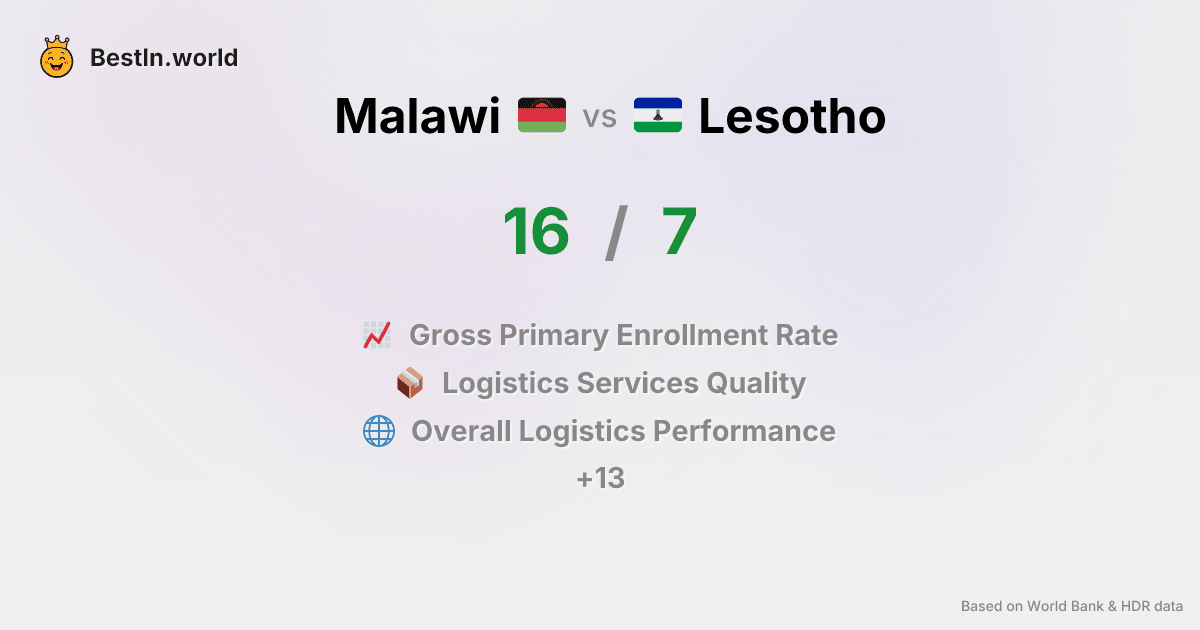 BestIn.world
Malawi vs Lesotho
16 / 7
Gross Primary Enrollment Rate
Logistics Services Quality
Overall Logistics Performance
+13
Based on World Bank & HDR data